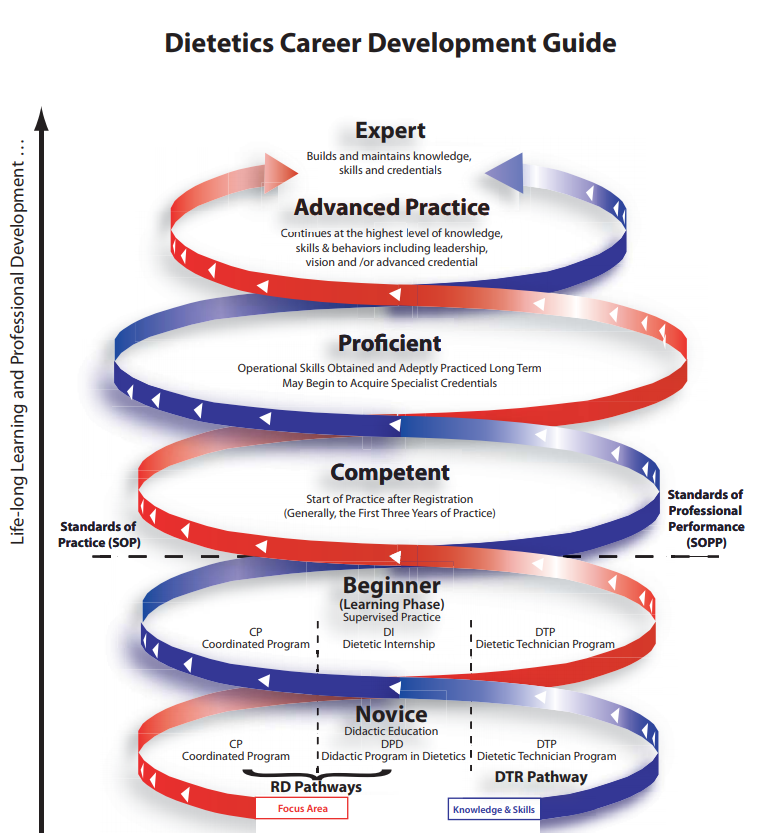 Dietetics Career Development Guide
Life-long Learning and Professional Development ...
Expert
Builds and maintains knowledge,
skills and credentials
Advanced Practice
Continues at the highest level of knowledge,
skills & behaviors including leadership,
vision and /or advanced credential
Proficient
Operational Skills Obtained and Adeptly Practiced Long Term
May Begin to Acquire Specialist Credentials
Competent
Start of Practice after Registration
(Generally, the First Three Years of Practice)
Standards of
Practice (SOP)
Standards of
Professional
Performance
(SOPP)
Beginner
(Learning Phase)
Supervised Practice
CP
Coordinated Program
DI
Dietetic Internship
DTP
Dietetic Technician Program
Novice
Didactic Education
CP
Coordinated Program
DPD
Didactic Program in Dietetics
DTP
Dietetic Technician Program
RD Pathways
DTR Pathway
Focus Area
Knowledge & Skills